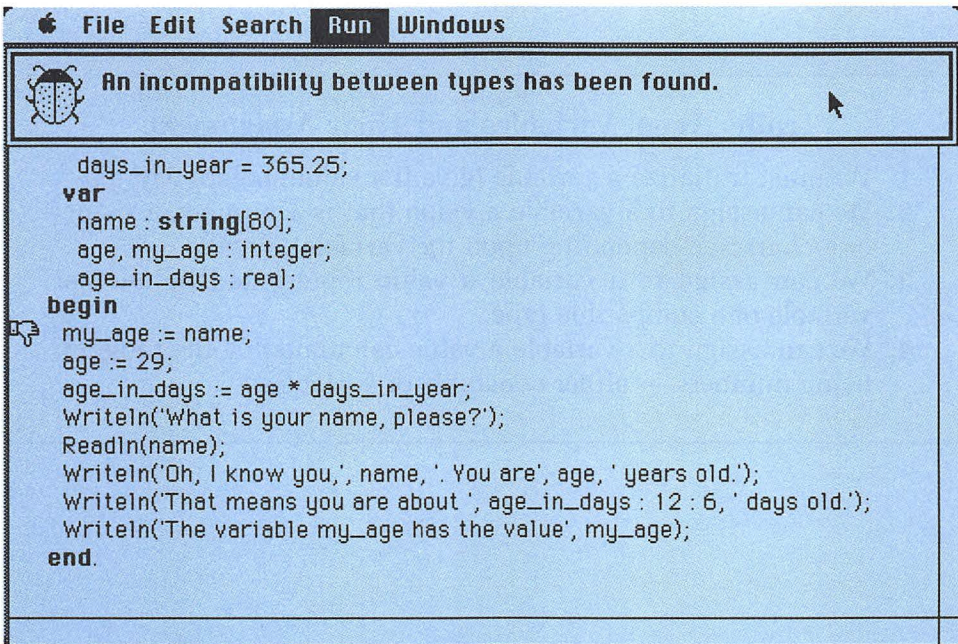 File Edit Search Run Windows
An incompatibility between types has been found.
days_in_year = 365.25;
var
name : string[80];
age, my_age : integer;
age_in_days : real;
begin
my_age := name;
age := 29;
age_in_days := age * days_in_year;
Writeln('What is your name, please?');
Readln(name);
Writeln('Oh, I know you,', name, '. You are', age, ' years old.');
Writeln('That means you are about ', age_in_days : 12 : 6, ' days old.');
Writeln('The variable my_age has the value', my_age);
end.